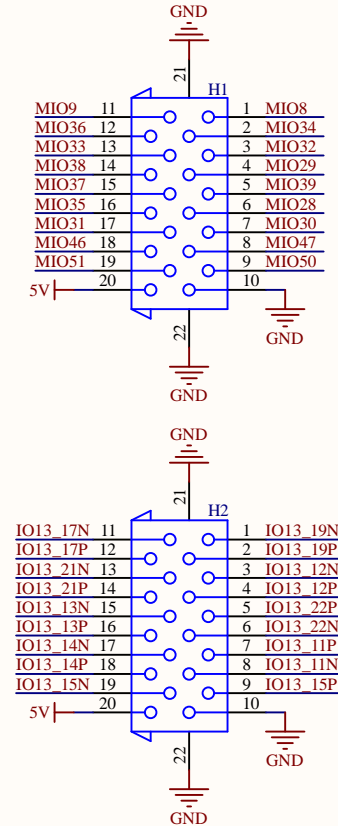 GND
21
H1
MIO9 11 1 MIO8
MIO36 12 2 MIO34
MIO33 13 3 MIO32
MIO38 14 4 MIO29
MIO37 15 5 MIO39
MIO35 16 6 MIO28
MIO31 17 7 MIO30
MIO46 18 8 MIO47
MIO51 19 9 MIO50
5V 20 10
22
GND
GND
GND
21
H2
IO13_17N 11 1 IO13_19N
IO13_17P 12 2 IO13_19P
IO13_21N 13 3 IO13_12N
IO13_21P 14 4 IO13_12P
IO13_13N 15 5 IO13_22P
IO13_13P 16 6 IO13_22N
IO13_14N 17 7 IO13_11P
IO13_14P 18 8 IO13_11N
IO13_15N 19 9 IO13_15P
5V 20 10
22
GND
GND